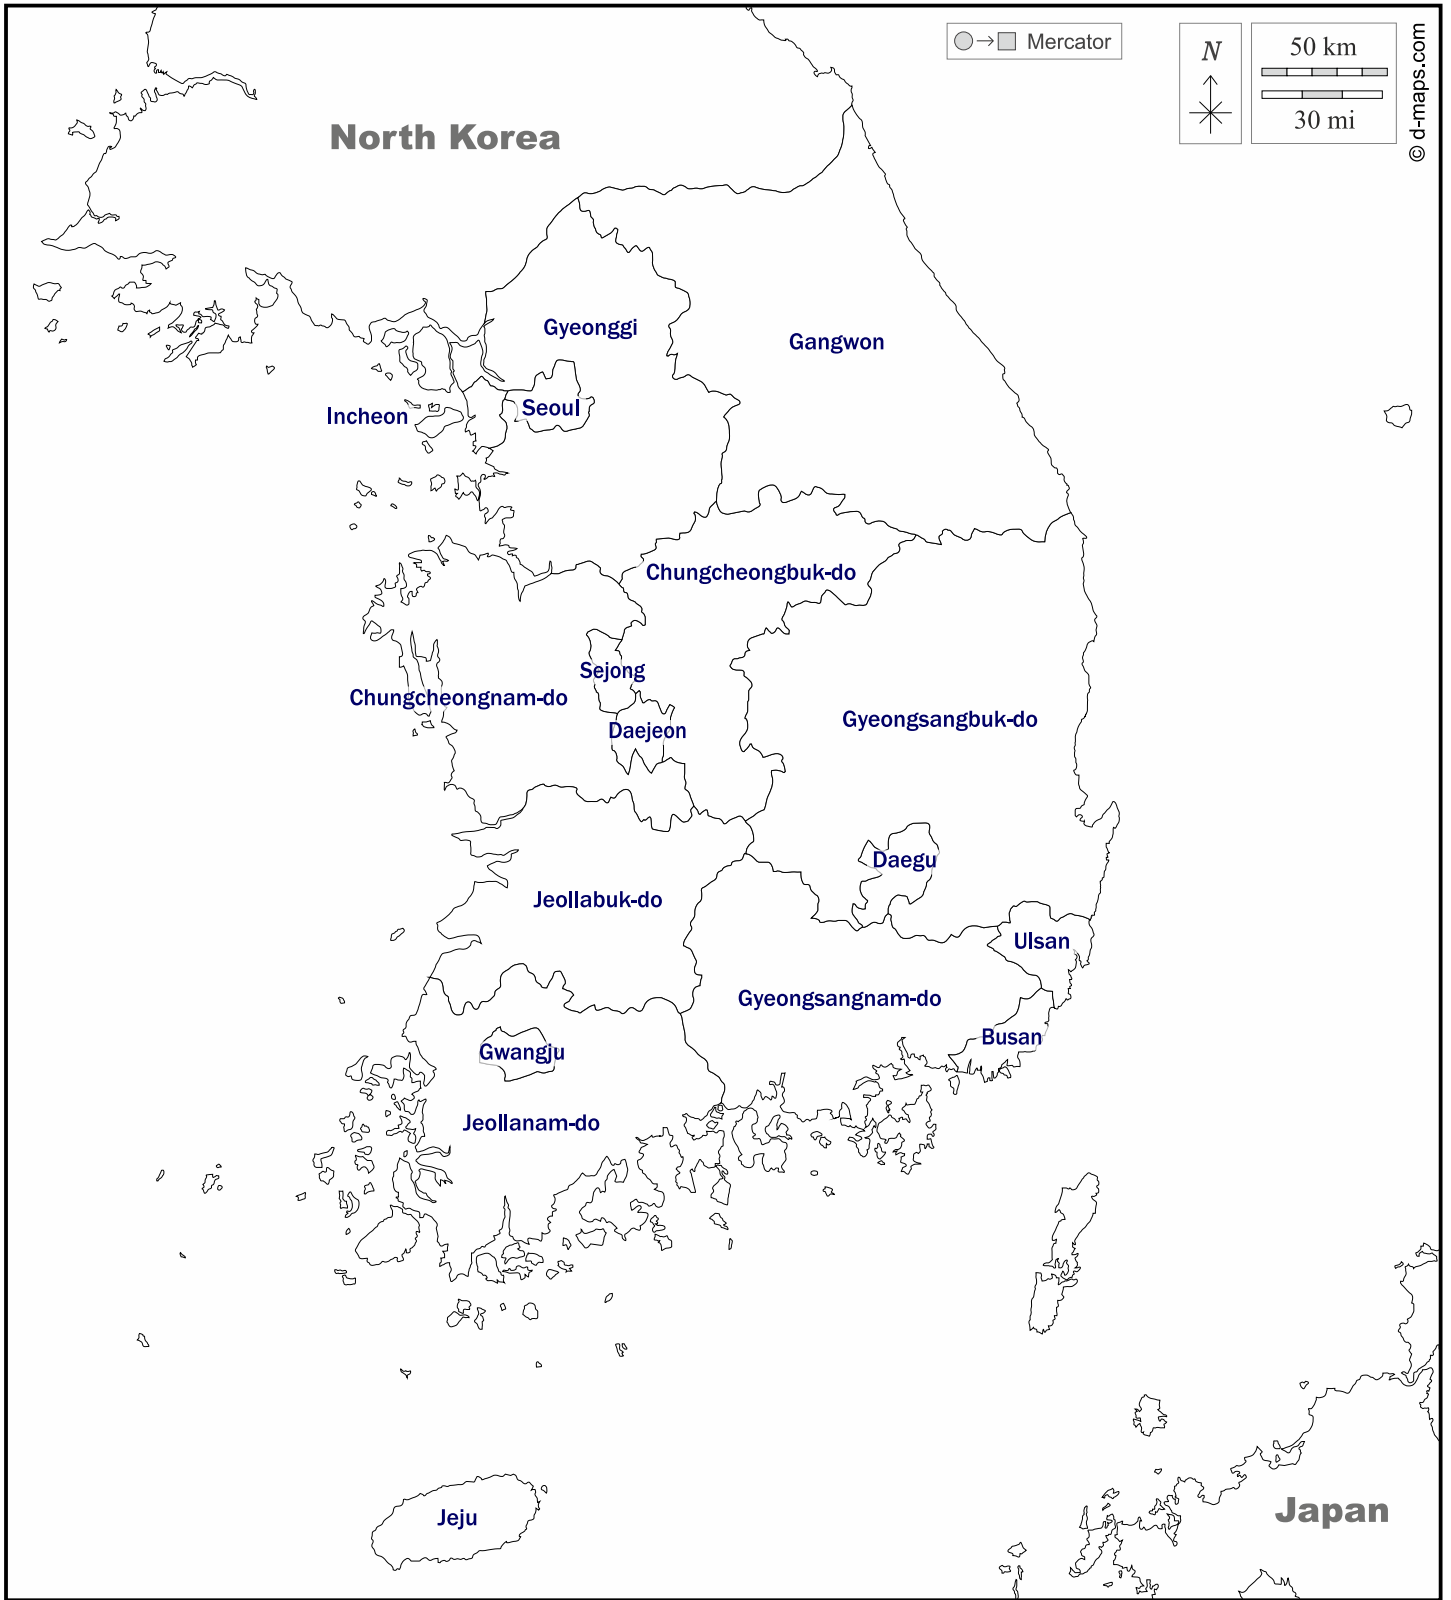 Mercator
N
50 km
30 mi
© d-maps.com
North Korea
Gyeonggi
Gangwon
Incheon
Seoul
Chungcheongbuk-do
Sejong
Chungcheongnam-do
Gyeongsangbuk-do
Daejeon
Daegu
Jeollabuk-do
Ulsan
Gyeongsangnam-do
Busan
Gwangju
Jeollanam-do
Jeju
Japan